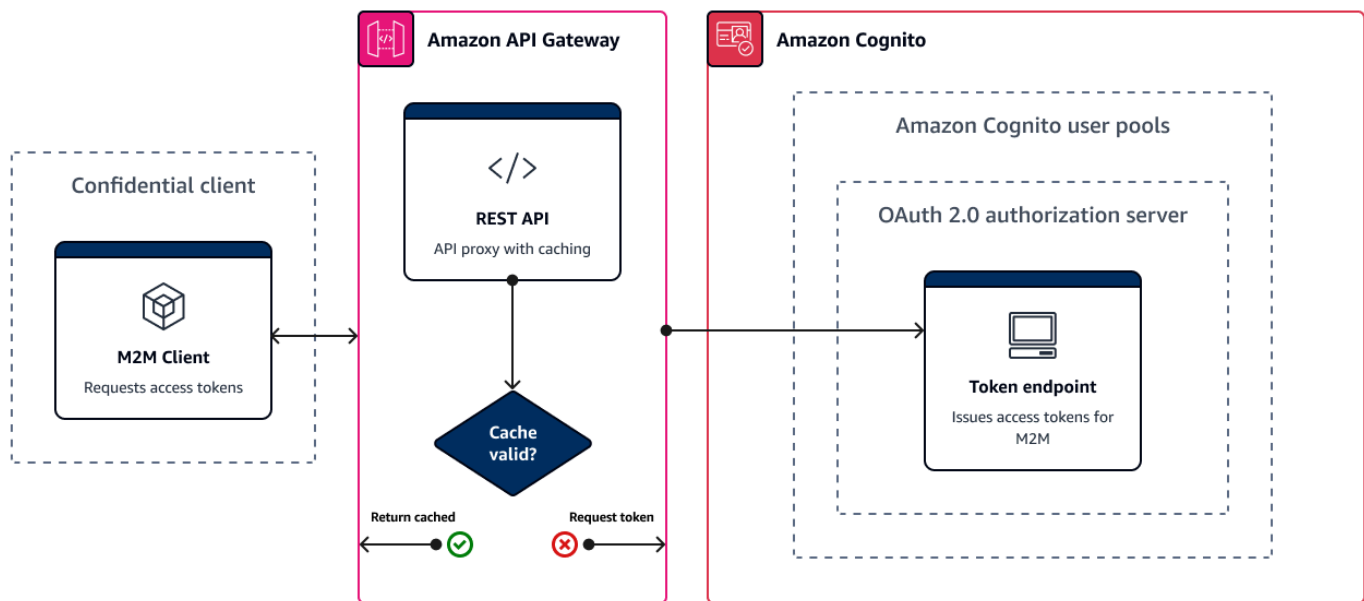 Amazon API Gateway
Amazon Cognito
Confidential client
M2M Client
Requests access tokens
</>
REST API
API proxy with caching
Cache
valid?
Return cached
Request token
Amazon Cognito user pools
OAuth 2.0 authorization server
Token endpoint
Issues access tokens for
M2M